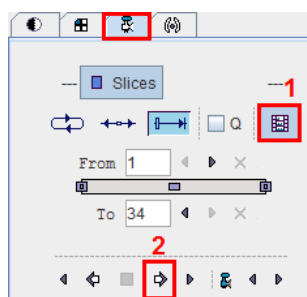 --- Slices ---
1
Q
From 1
To 34
2